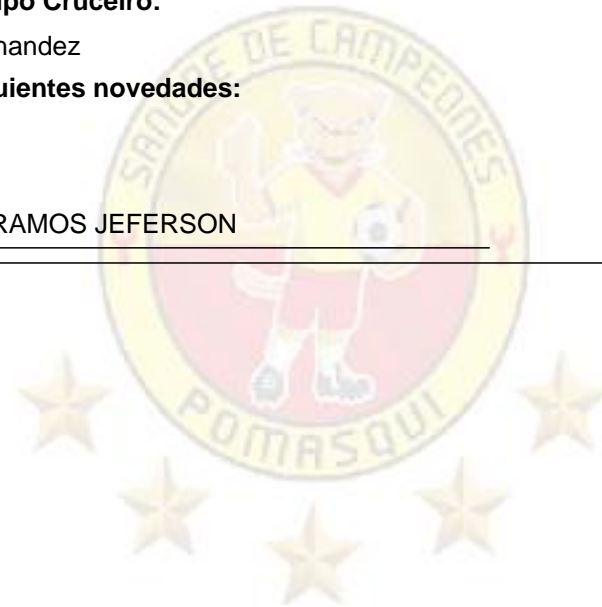 po Cruceiro:
nandez
uientes novedades:
SANGRE DE CAMPEONES
RAMOS JEFERSON
POMASQUI